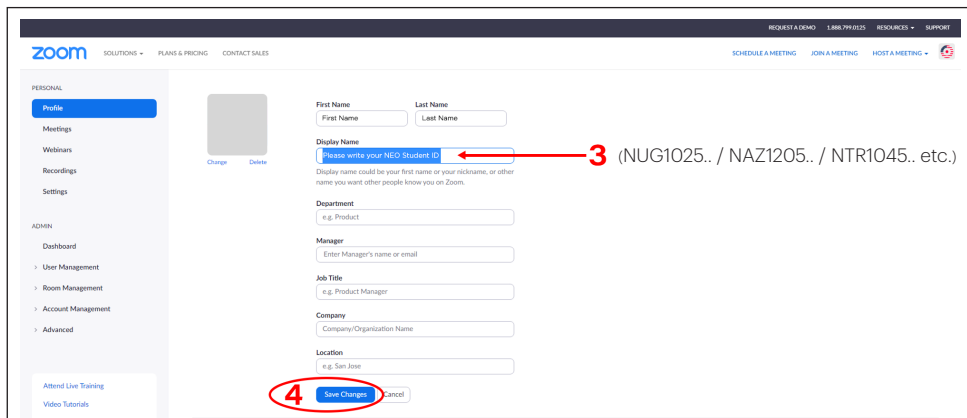 REQUEST A DEMO 1.888.799.0125 RESOURCES SUPPORT
zoom SOLUTIONS PLANS & PRICING CONTACT SALES SCHEDULE A MEETING JOIN A MEETING HOST A MEETING
PERSONAL
Profile
Meetings
Webinars
Recordings
Settings
ADMIN
Dashboard
> User Management
> Room Management
> Account Management
> Advanced
Attend Live Training
Video Tutorials
Change Delete
First Name Last Name
First Name Last Name
Display Name
Please write your NEO Student ID 3 (NUG1025.. / NAZ1205.. / NTR1045.. etc.)
Display name could be your first name or your nickname, or other
name you want other people know you on Zoom.
Department
e.g. Product
Manager
Enter Manager's name or email
Job Title
e.g. Product Manager
Company
Company/Organization Name
Location
e.g. San Jose
4 Save Changes Cancel